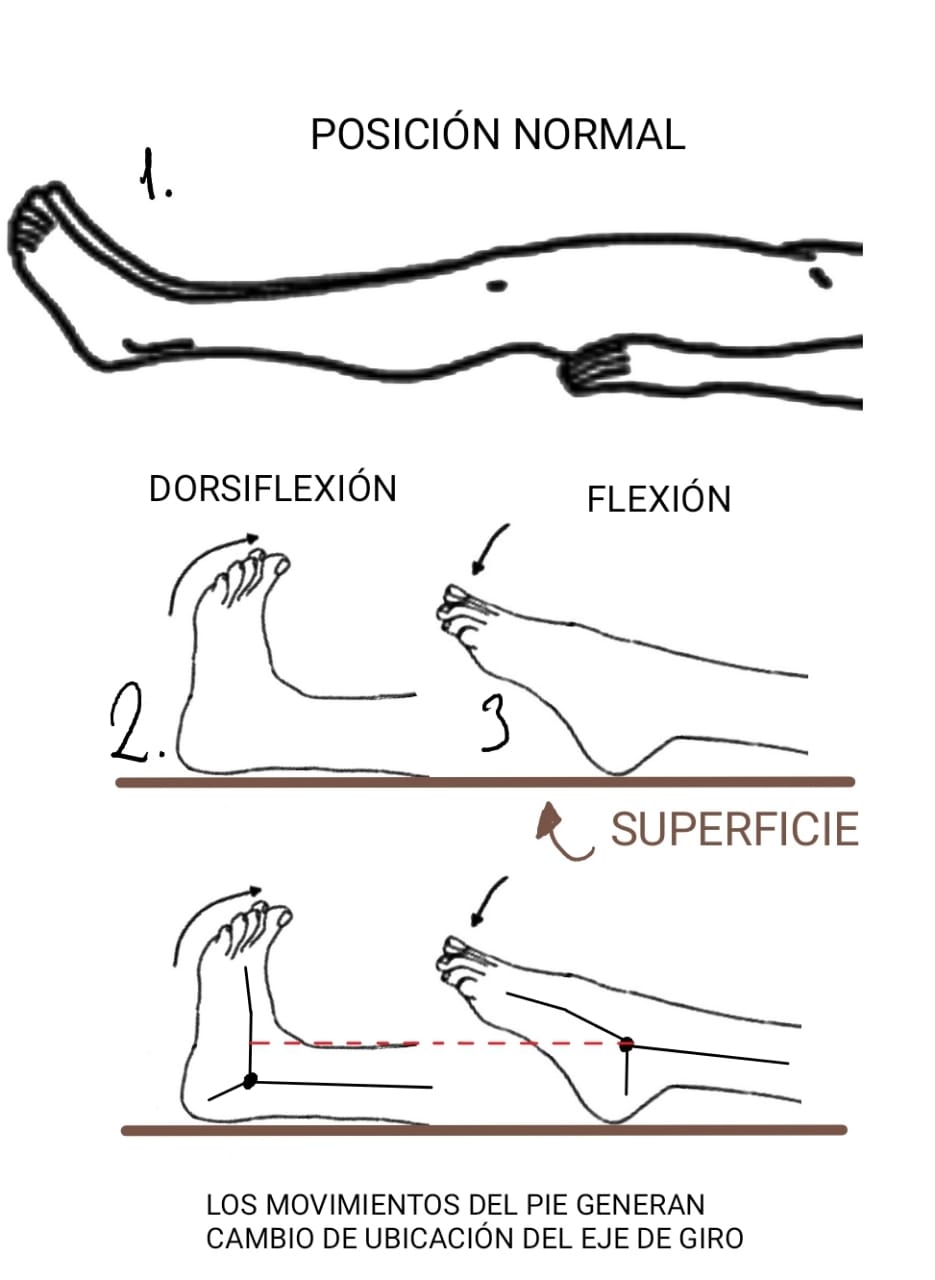 POSICIÓN NORMAL
1.
DORSIFLEXIÓN
FLEXIÓN
2.
3
SUPERFICIE
LOS MOVIMIENTOS DEL PIE GENERAN
CAMBIO DE UBICACIÓN DEL EJE DE GIRO